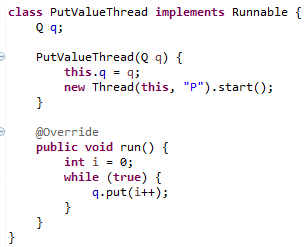 class PutValueThread implements Runnable {
    Q q;

    PutValueThread(Q q) {
        this.q = q;
        new Thread(this, "P").start();
    }

    @Override
    public void run() {
        int i = 0;
        while (true) {
            q.put(i++);
        }
    }
}